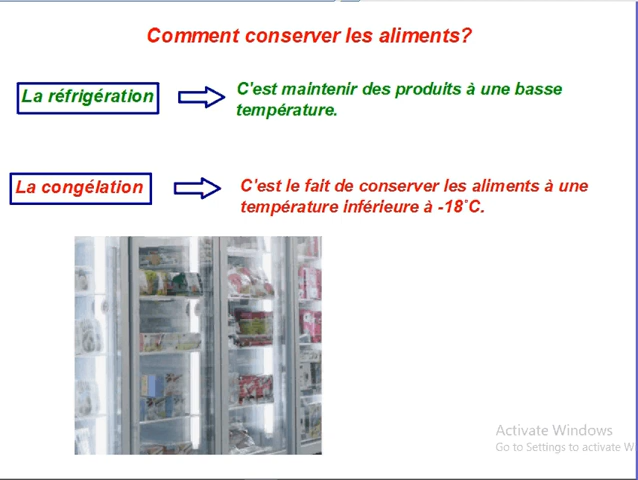 Comment conserver les aliments?
La réfrigération
C'est maintenir des produits à une basse
température.
La congélation
C'est le fait de conserver les aliments à une
température inférieure à -18°C.
Activate Windows
Go to Settings to activate W